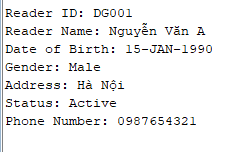 Reader ID: DG001
Reader Name: Nguyễn Văn A
Date of Birth: 15-JAN-1990
Gender: Male
Address: Hà Nội
Status: Active
Phone Number: 0987654321